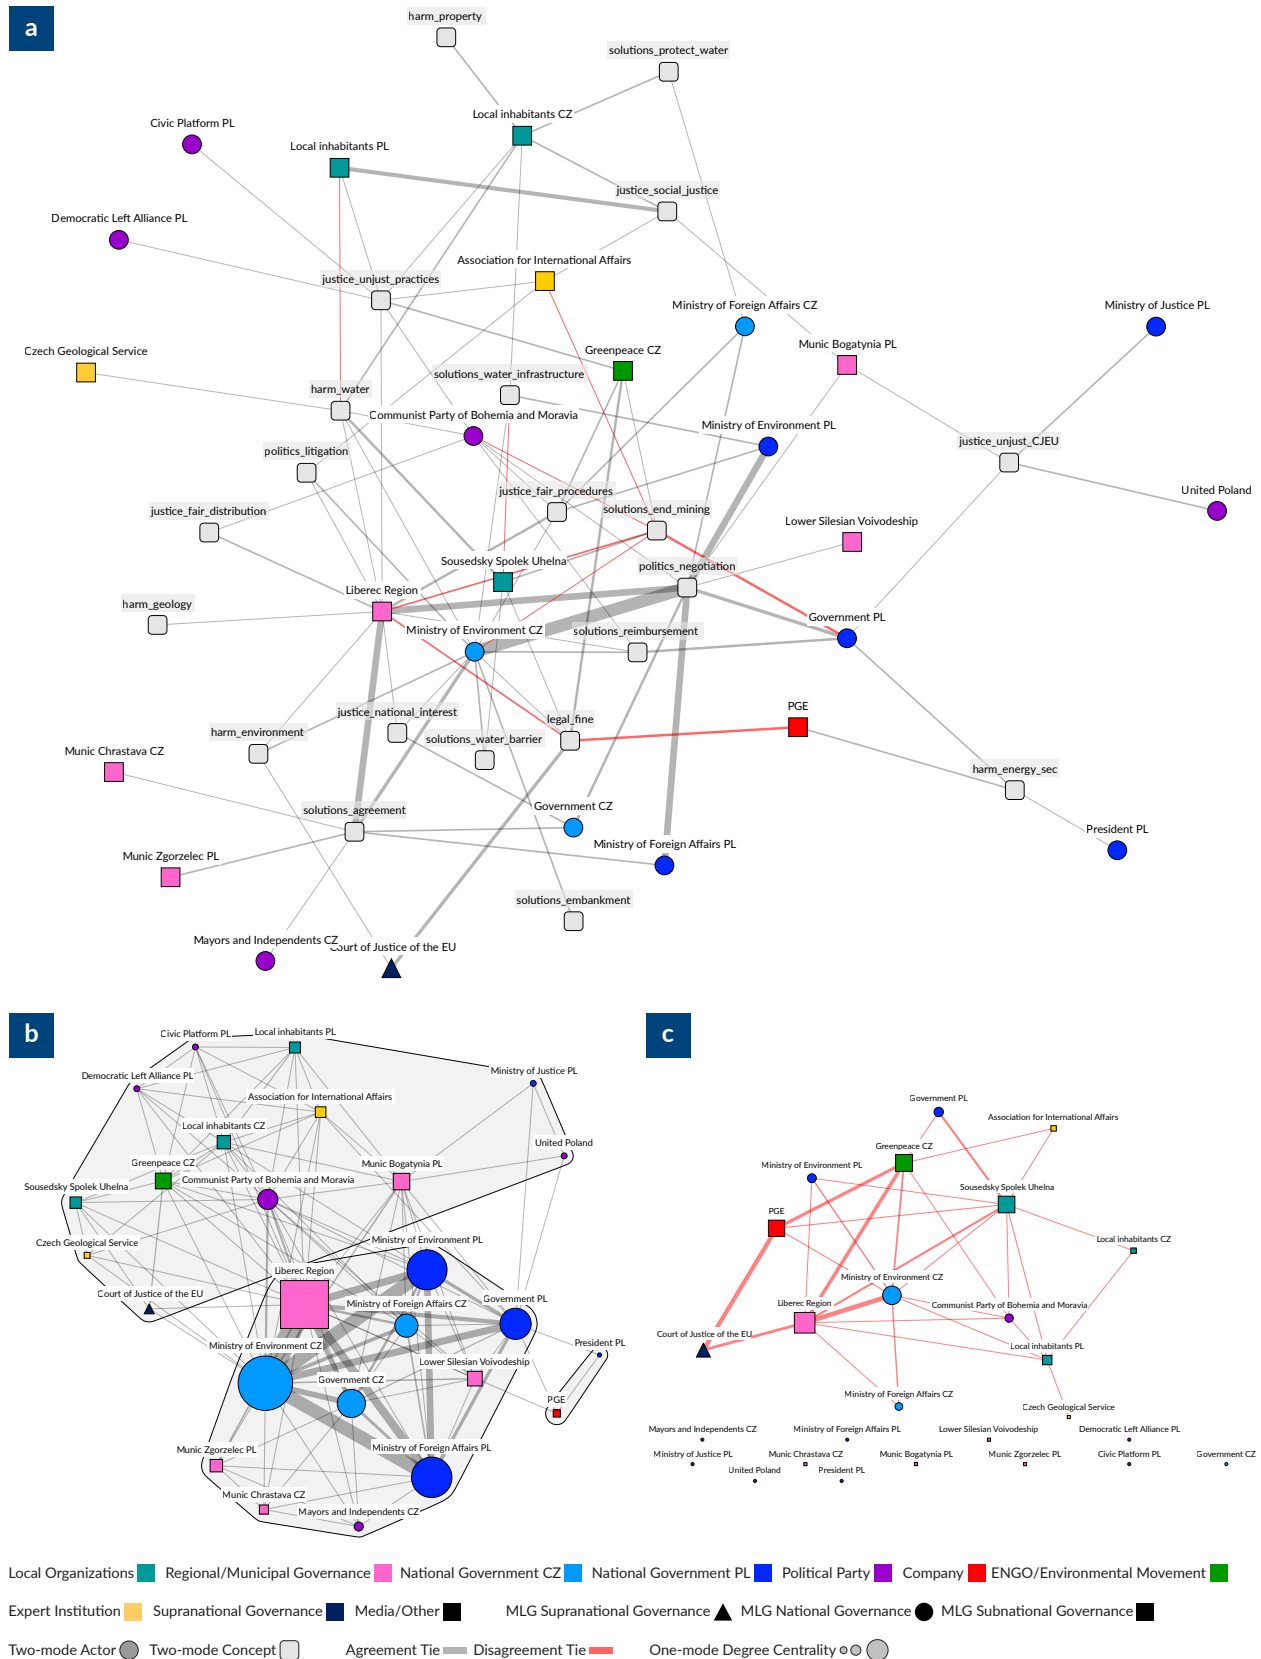 a
harm_property
solutions_protect_water
Local inhabitants CZ
Civic Platform PL
Local inhabitants PL
justice_social_justice
Democratic Left Alliance PL
Association for International Affairs
justice_unjust_practices
Ministry of Foreign Affairs CZ
Ministry of Justice PL
Munic Bogatynia PL
Czech Geological Service
Greenpeace CZ
solutions_water_infrastructure
harm_water
Communist Party of Bohemia and Moravia
Ministry of Environment PL
justice_unjust_CJEU
politics_litigation
justice_fair_procedures
United Poland
justice_fair_distribution
solutions_end_mining
Lower Silesian Voivodeship
Sousedsky Spolek Uhelna
politics_negotiation
Liberec Region
harm_geology
Government PL
Ministry of Environment CZ
solutions_reimbursement
PGE
justice_national_interest
legal_fine
harm_environment
solutions_water_barrier
Munic Chrastava CZ
harm_energy_sec
solutions_agreement
Government CZ
President PL
Ministry of Foreign Affairs PL
Munic Zgorzelec PL
solutions_embankment
Mayors and Independents CZ
Court of Justice of the EU
b
Civic Platform PL
Local inhabitants PL
Ministry of Justice PL
Democratic Left Alliance PL
Association for International Affairs
Local inhabitants CZ
United Poland
Greenpeace CZ
Munic Bogatynia PL
Communist Party of Bohemia and Moravia
Sousedsky Spolek Uhelna
Ministry of Environment PL
Czech Geological Service
Liberec Region
Court of Justice of the EU
Government PL
Ministry of Foreign Affairs CZ
President PL
Ministry of Environment CZ
Lower Silesian Voivodeship
Government CZ
PGE
Munic Zgorzelec PL
Ministry of Foreign Affairs PL
Munic Chrastava CZ
Mayors and Independents CZ
c
Government PL
Association for International Affairs
Greenpeace CZ
Ministry of Environment PL
Sousedsky Spolek Uhelna
PGE
Local inhabitants CZ
Ministry of Environment CZ
Liberec Region
Communist Party of Bohemia and Moravia
Court of Justice of the EU
Local inhabitants PL
Ministry of Foreign Affairs CZ
Czech Geological Service
Mayors and Independents CZ
Ministry of Foreign Affairs PL
Lower Silesian Voivodeship
Democratic Left Alliance PL
Ministry of Justice PL
Munic Chrastava CZ
Munic Bogatynia PL
Munic Zgorzelec PL
Civic Platform PL
Government CZ
United Poland
President PL
Local Organizations Regional/Municipal Governance National Government CZ National Government PL Political Party Company ENGO/Environmental Movement
Expert Institution Supranational Governance Media/Other MLG Supranational Governance MLG National Governance MLG Subnational Governance
Two-mode Actor Two-mode Concept Agreement Tie Disagreement Tie One-mode Degree Centrality